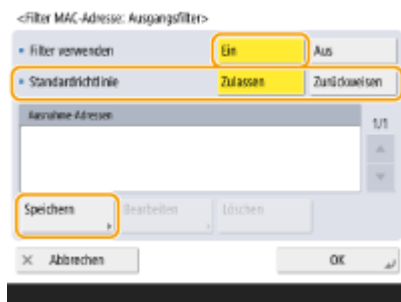 <Filter MAC-Adresse: Ausgangsfilter>
Filter verwenden Ein Aus
Standardrichtlinie Zulassen Zurückweisen
Ausnahme-Adressen
1/1
Speichern Bearbeiten Löschen
× Abbrechen OK